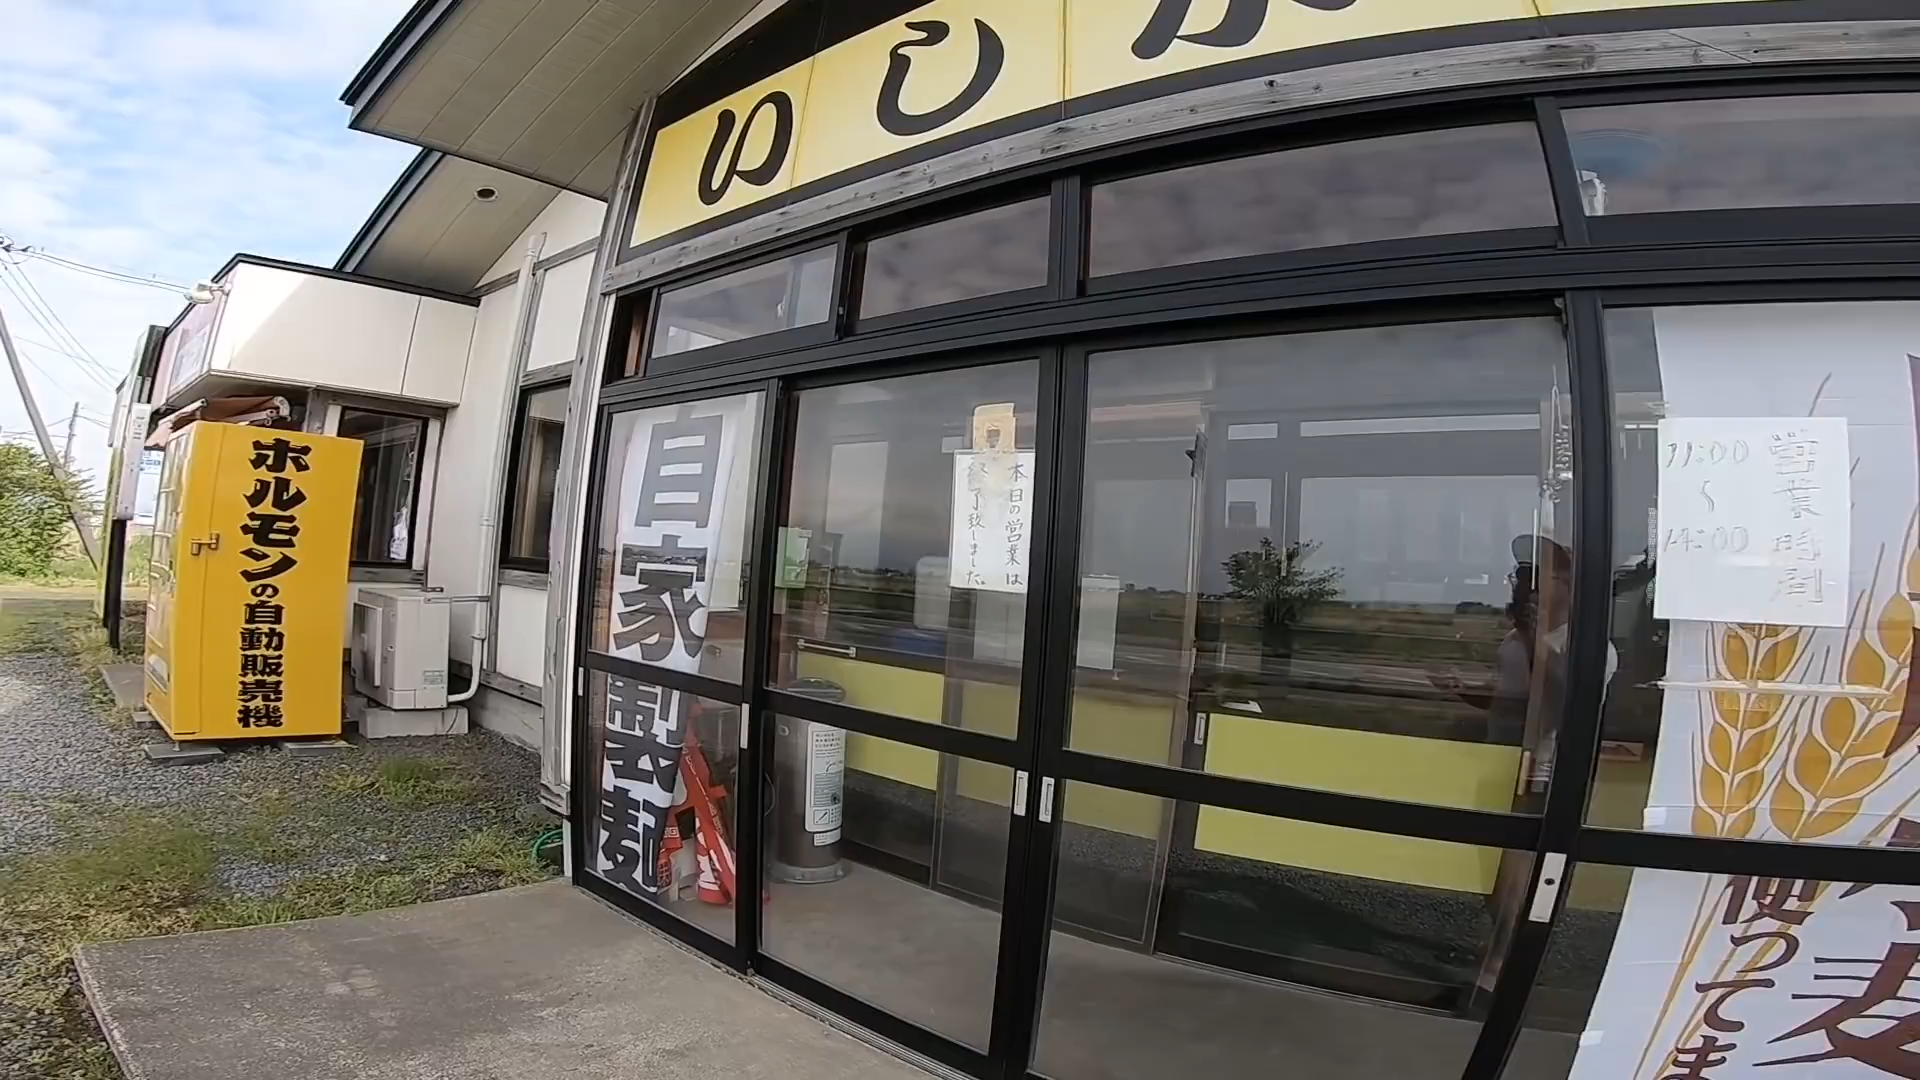 いし
ホルモンの自動販売機
自家製麺
本日の営業は
終了致しました。
営業時間
11:00
〜
14:00
使ってま